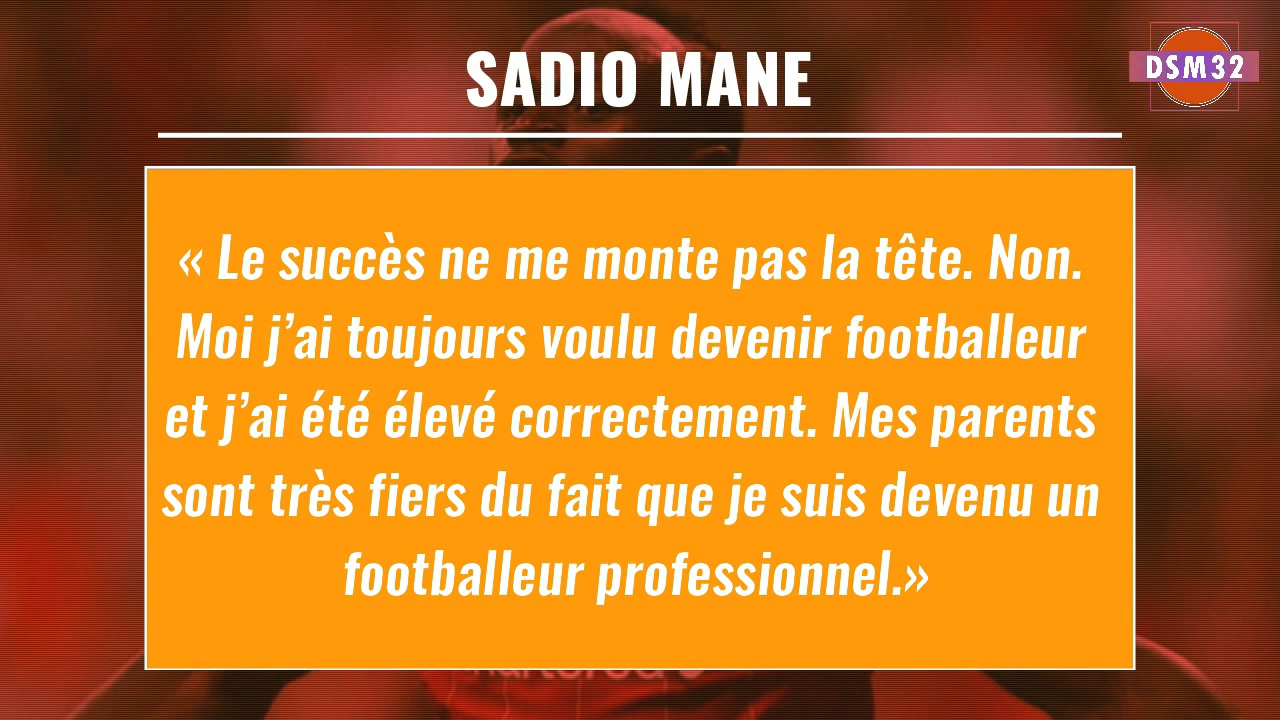 SADIO MANE
DSM32
« Le succès ne me monte pas la tête. Non.
Moi j’ai toujours voulu devenir footballeur
et j’ai été élevé correctement. Mes parents
sont très fiers du fait que je suis devenu un
footballeur professionnel.»